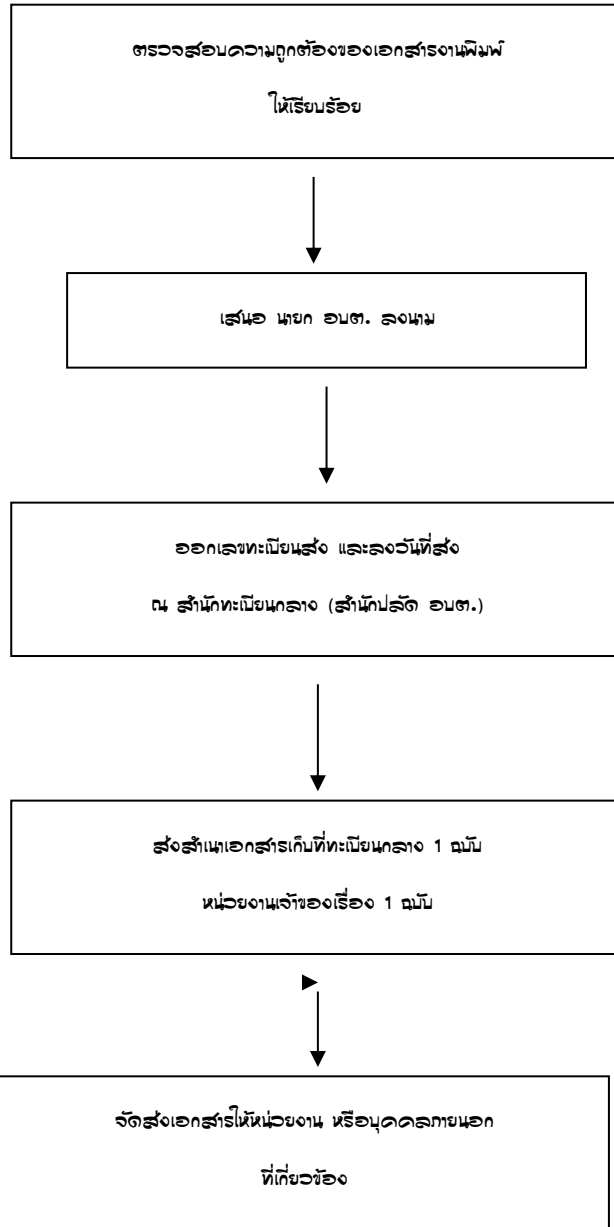 ตรวจสอบความถูกต้องของเอกสารงานพิมพ์
ให้เรียบร้อย
เสนอ นายก อบต. ลงนาม
ออกเลขทะเบียนส่ง และลงวันที่ส่ง
ณ สำนักทะเบียนกลาง (สำนักปลัด อบต.)
ส่งสำเนาเอกสารเก็บที่ทะเบียนกลาง 1 ฉบับ
หน่วยงานเจ้าของเรื่อง 1 ฉบับ
จัดส่งเอกสารให้หน่วยงาน หรือบุคคลภายนอก
ที่เกี่ยวข้อง